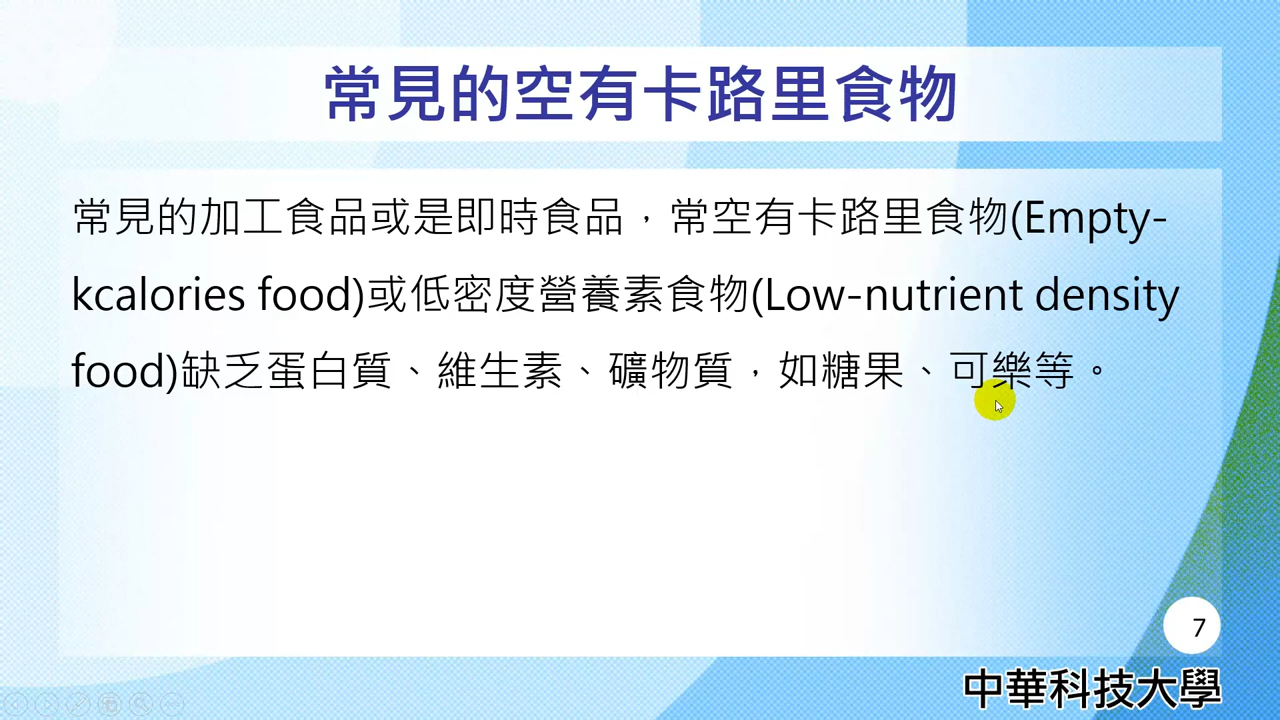 常見的空有卡路里食物
常見的加工食品或是即時食品，常空有卡路里食物(Empty-
kcalories food)或低密度營養素食物(Low-nutrient density
food)缺乏蛋白質、維生素、礦物質，如糖果、可樂等。
7
中華科技大學